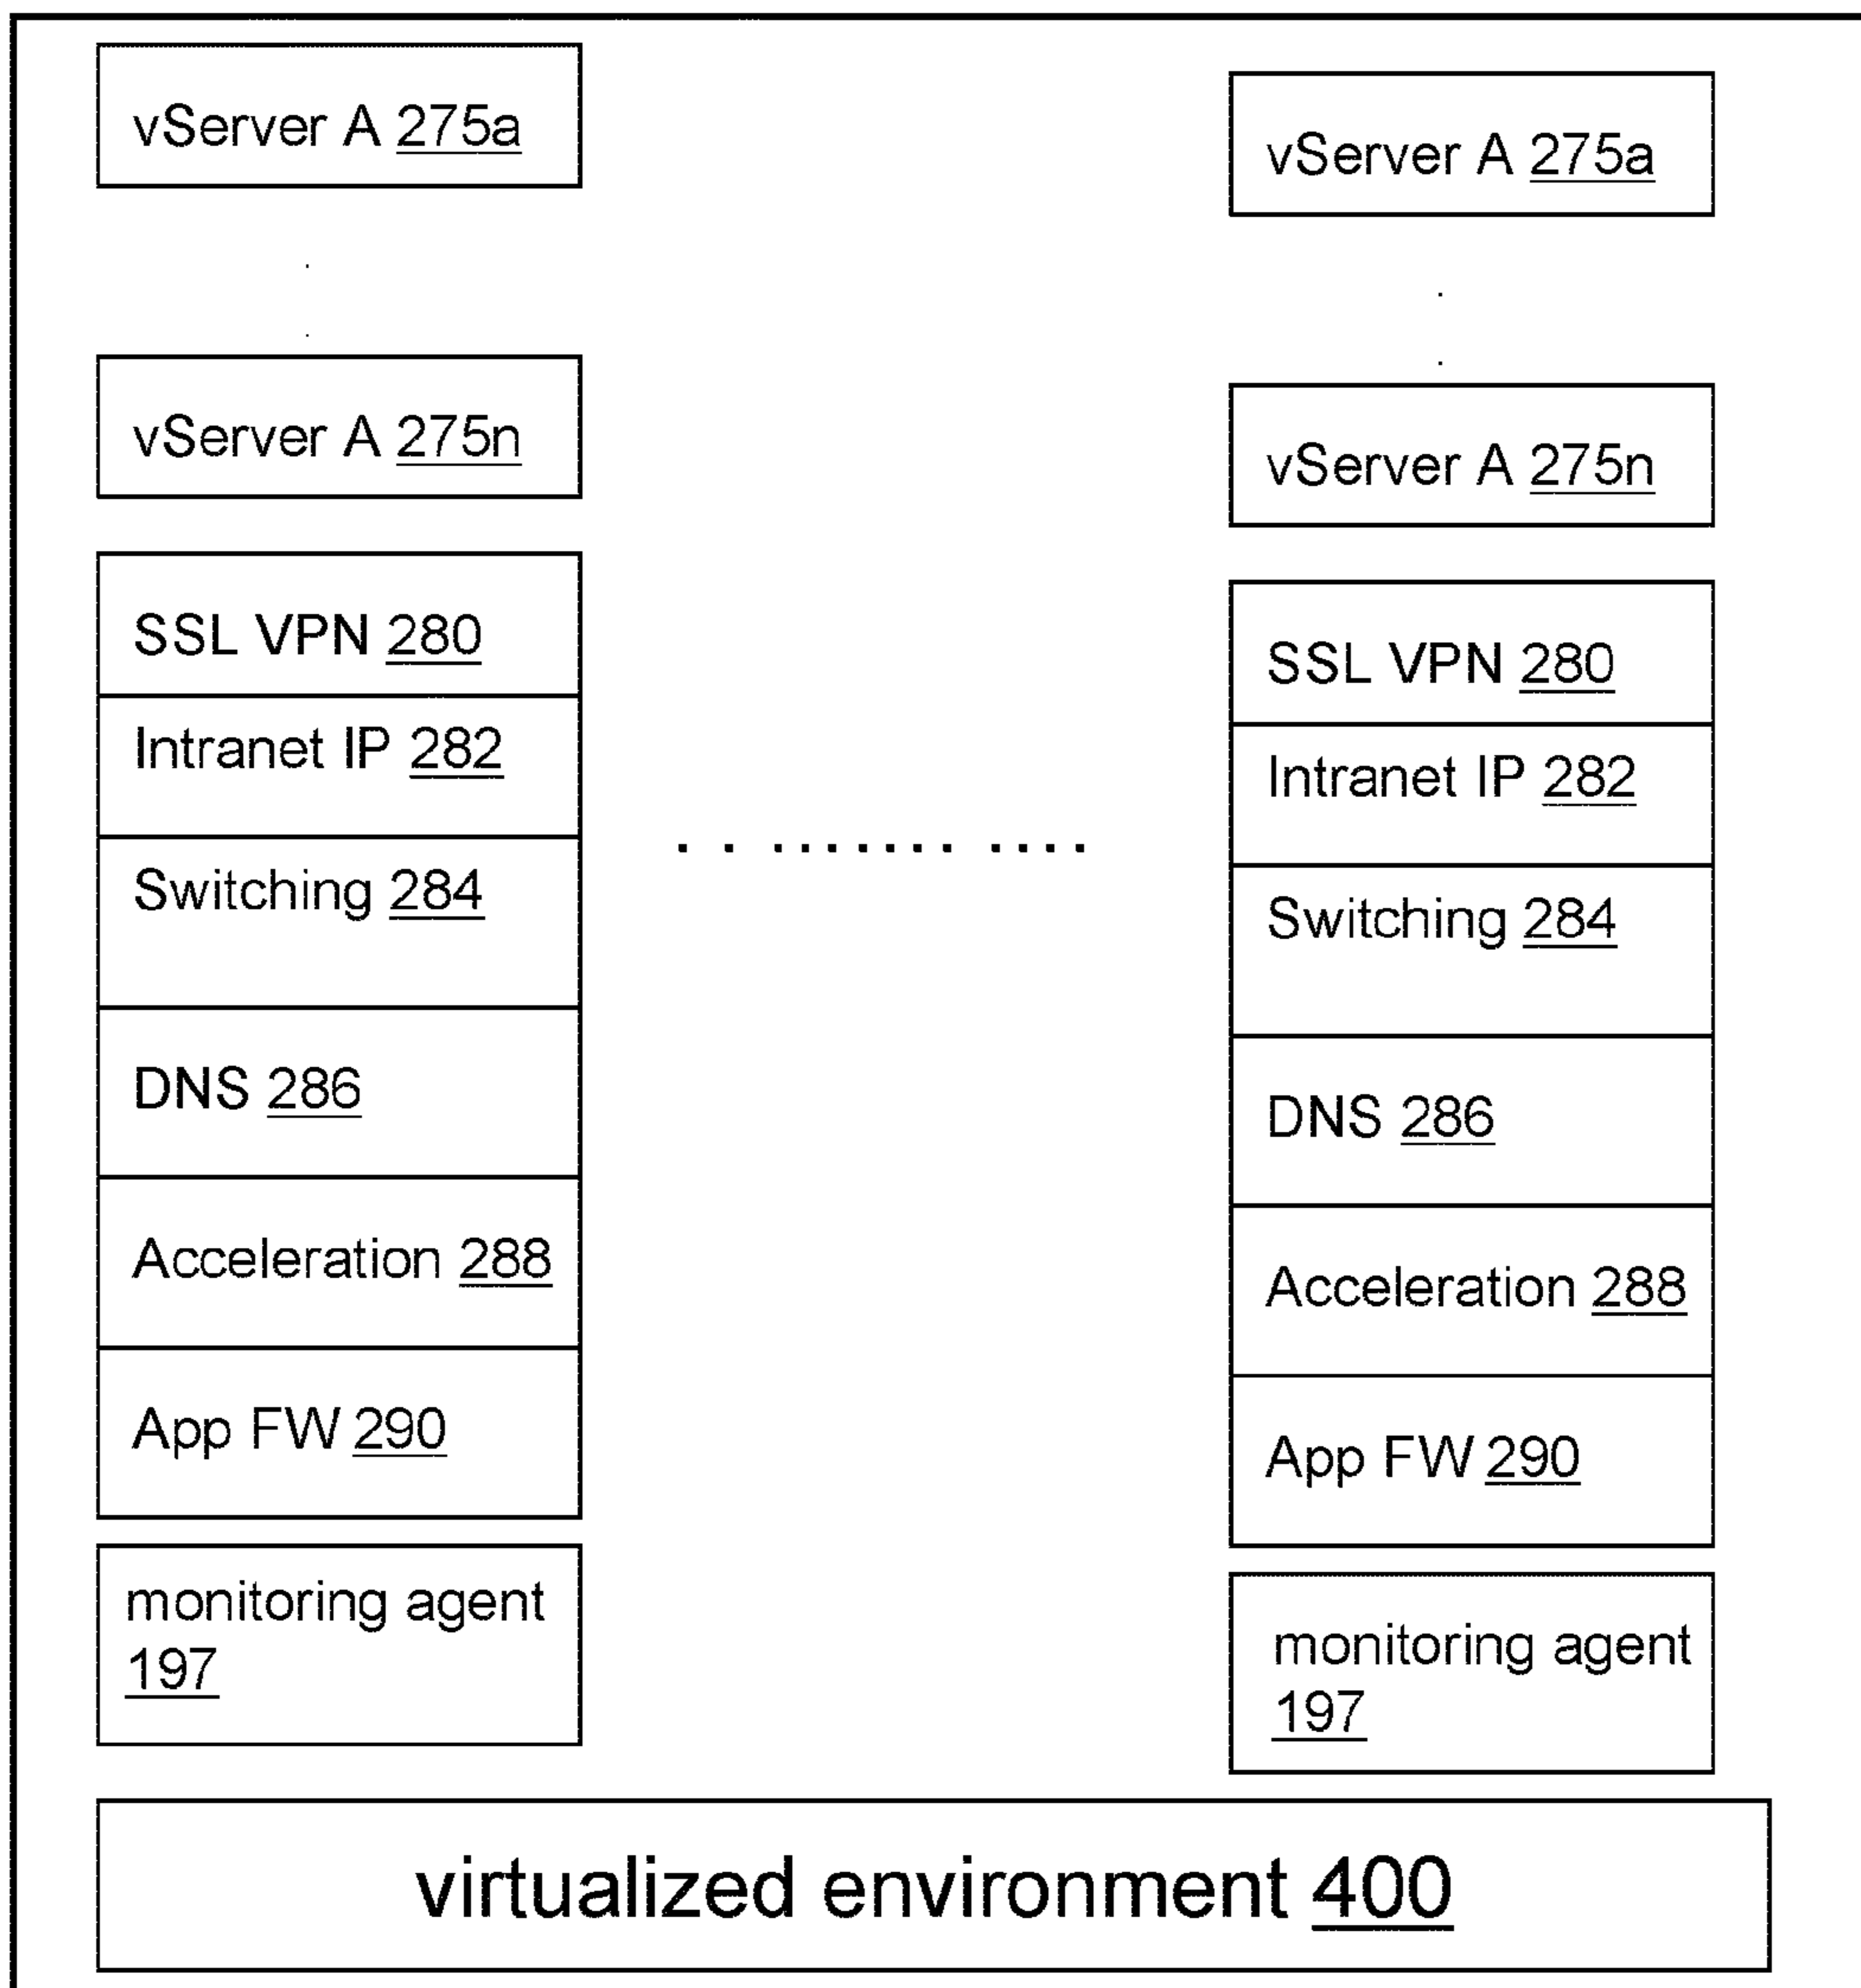 vServer A 275a
vServer A 275n
SSL VPN 280
Intranet IP 282
Switching 284
DNS 286
Acceleration 288
App FW 290
monitoring agent
197
vServer A 275a
vServer A 275n
SSL VPN 280
Intranet IP 282
Switching 284
DNS 286
Acceleration 288
App FW 290
monitoring agent
197
virtualized environment 400